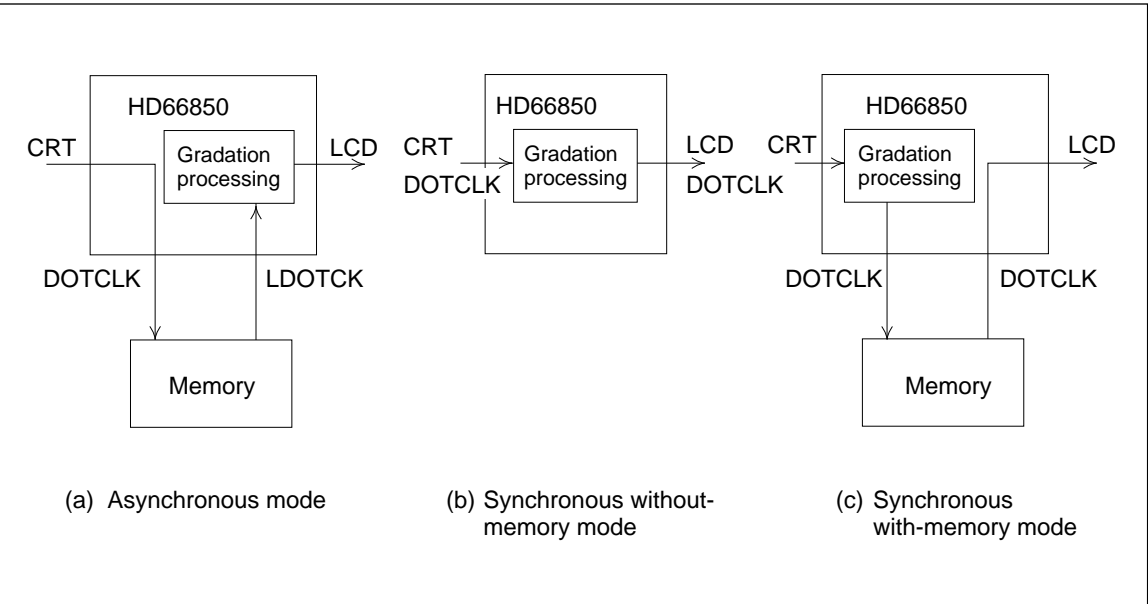 HD66850
CRT
Gradation
processing
LCD
DOTCLK
LDOTCK
Memory
(a) Asynchronous mode
HD66850
CRT
DOTCLK
Gradation
processing
LCD
DOTCLK
(b) Synchronous without-
memory mode
HD66850
CRT
Gradation
processing
LCD
DOTCLK
DOTCLK
Memory
(c) Synchronous
with-memory mode